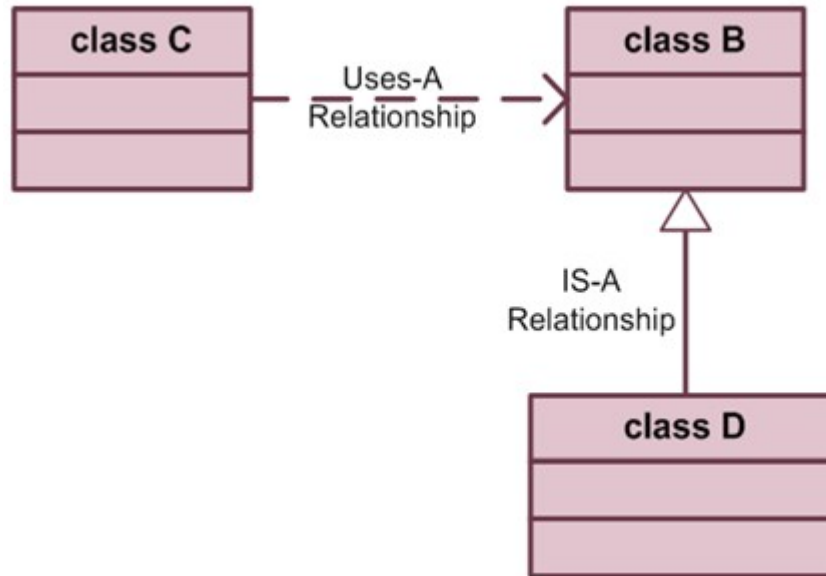 class C
class B
Uses-A
Relationship
IS-A
Relationship
class D